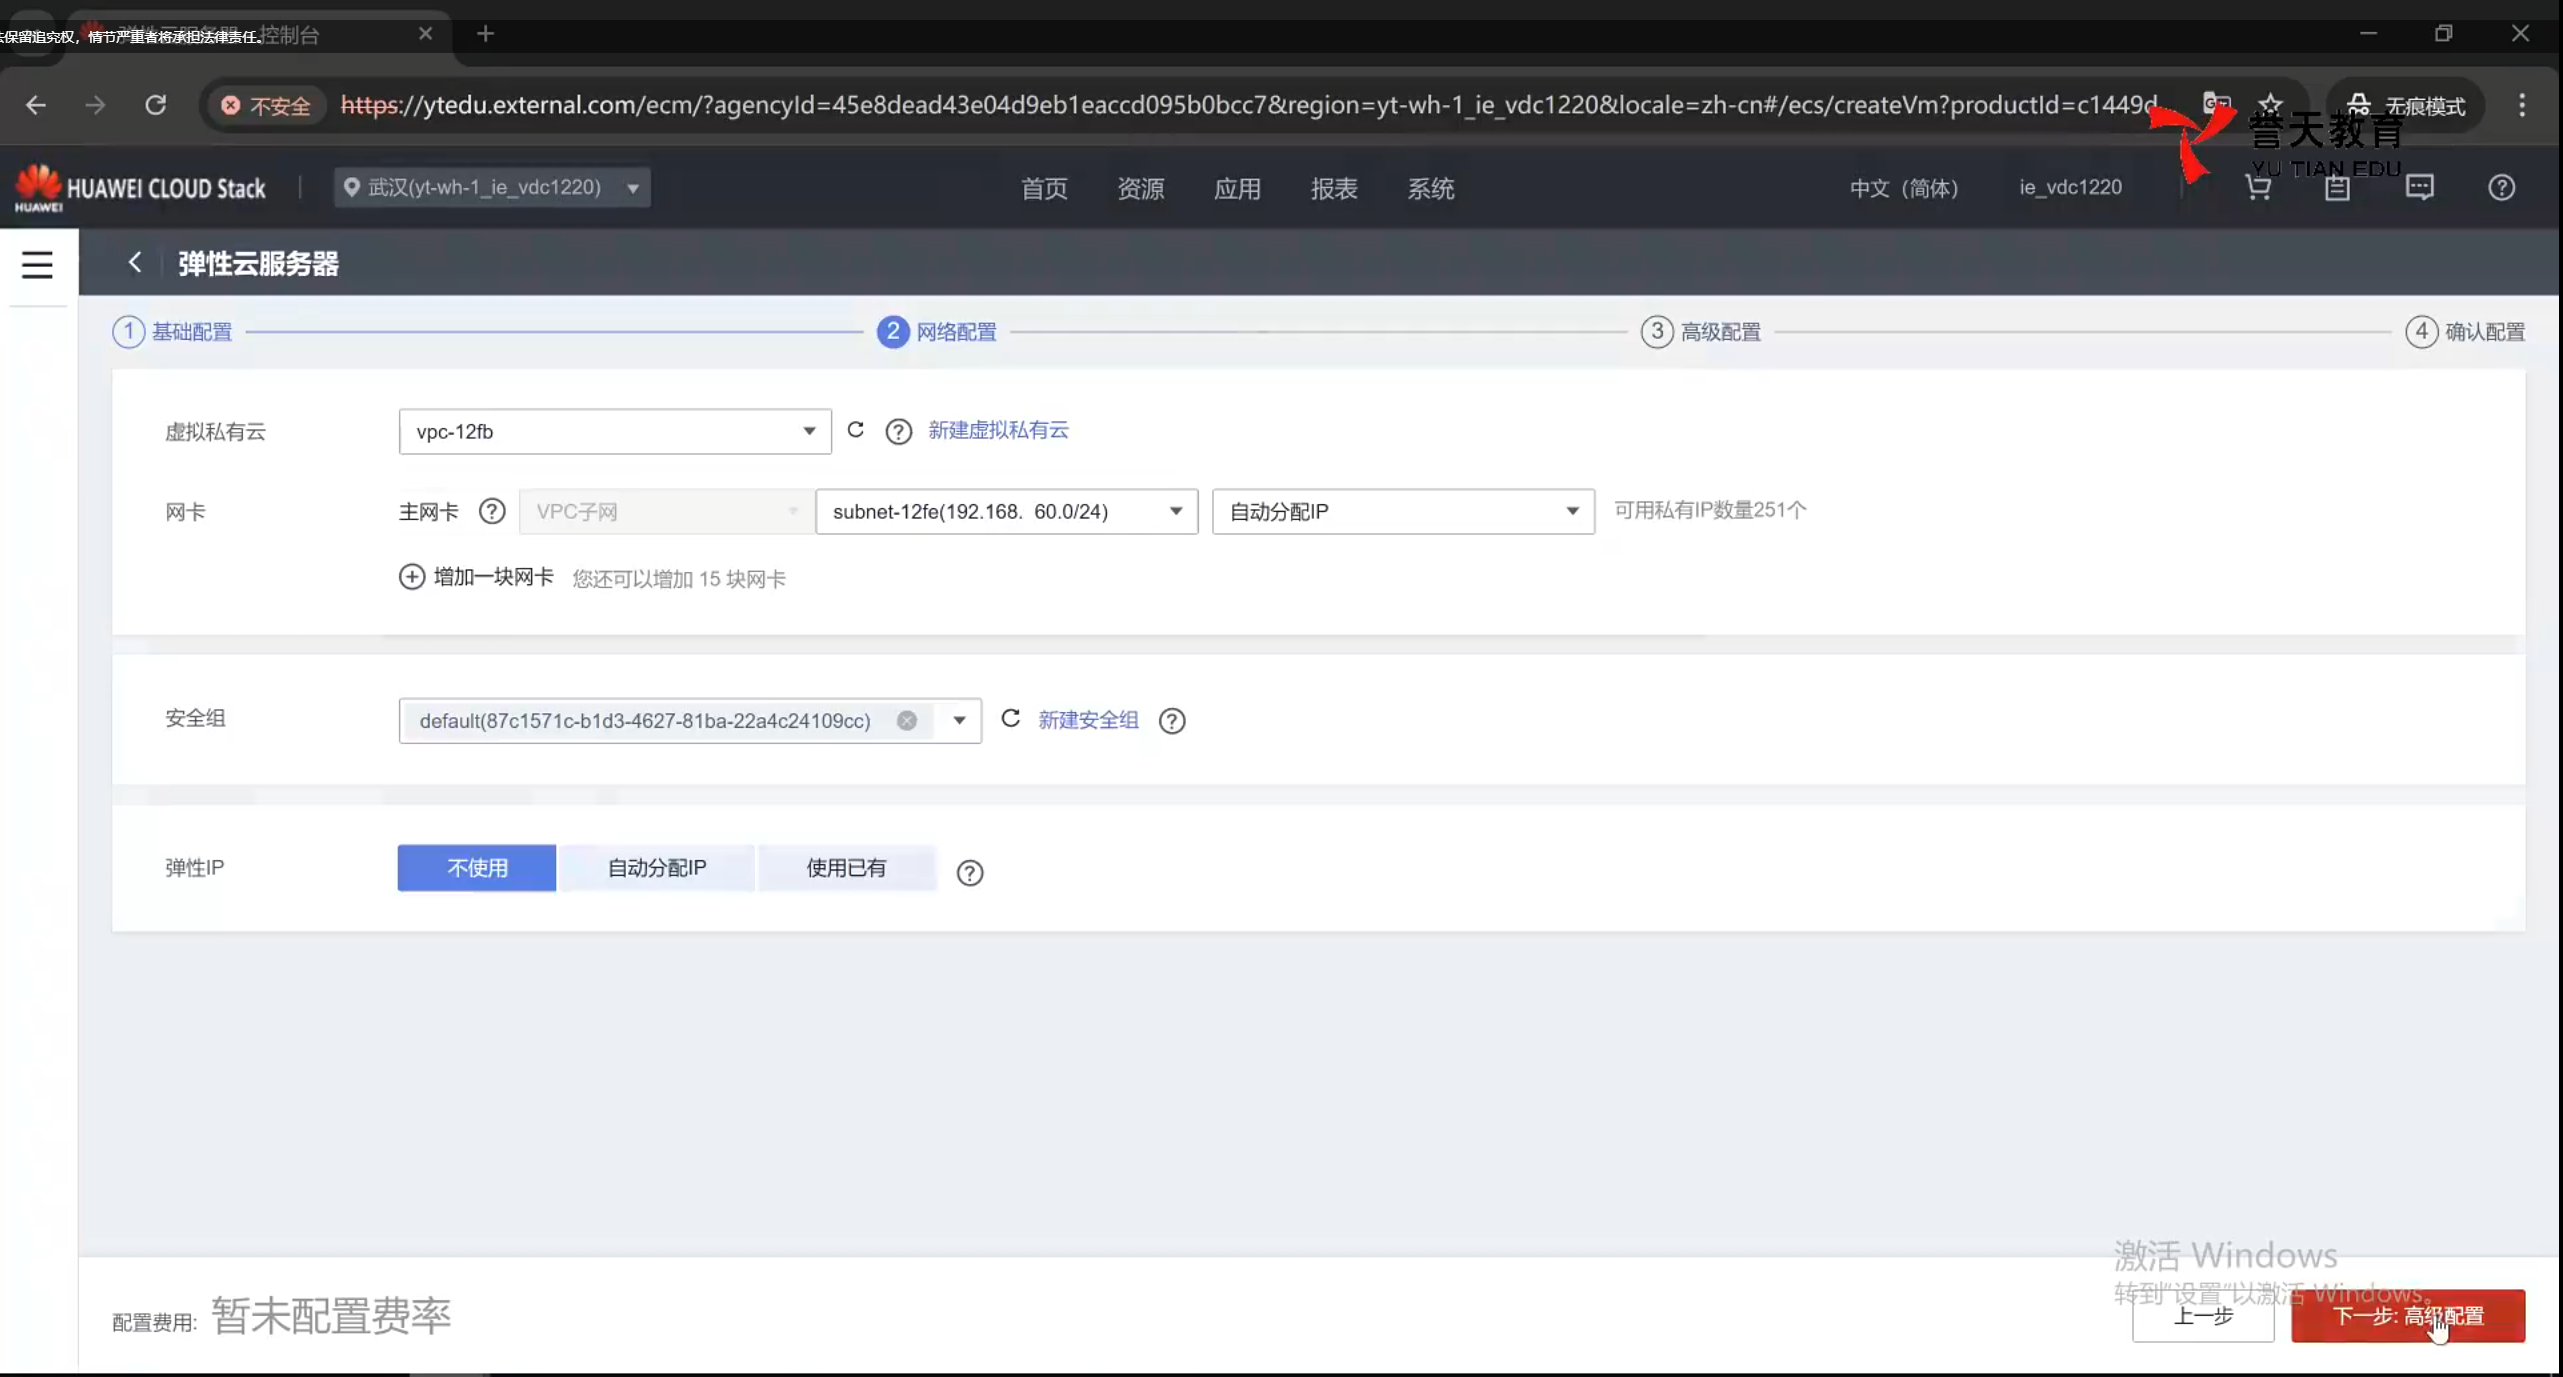 保留追究权，情节严重者将承担法律责任。
控制台
不安全
https://ytedu.external.com/ecm/?agencyId=45e8dead43e04d9eb1eaccd095b0bcc7&region=yt-wh-1_ie_vdc1220&locale=zh-cn#/ecs/createVm?productId=c1449d
无痕模式
誉天教育
YU TIAN EDU
HUAWEI
HUAWEI CLOUD Stack
武汉(yt-wh-1_ie_vdc1220)
首页 资源 应用 报表 系统
中文（简体）
ie_vdc1220
弹性云服务器
1 基础配置
2 网络配置
3 高级配置
4 确认配置
虚拟私有云
vpc-12fb
新建虚拟私有云
网卡
主网卡
VPC子网
subnet-12fe(192.168. 60.0/24)
自动分配IP
可用私有IP数量251个
增加一块网卡 您还可以增加 15 块网卡
安全组
default(87c1571c-b1d3-4627-81ba-22a4c24109cc)
新建安全组
弹性IP
不使用 自动分配IP 使用已有
激活 Windows
转到"设置"以激活 Windows。
配置费用: 暂未配置费率
上一步
下一步: 高级配置